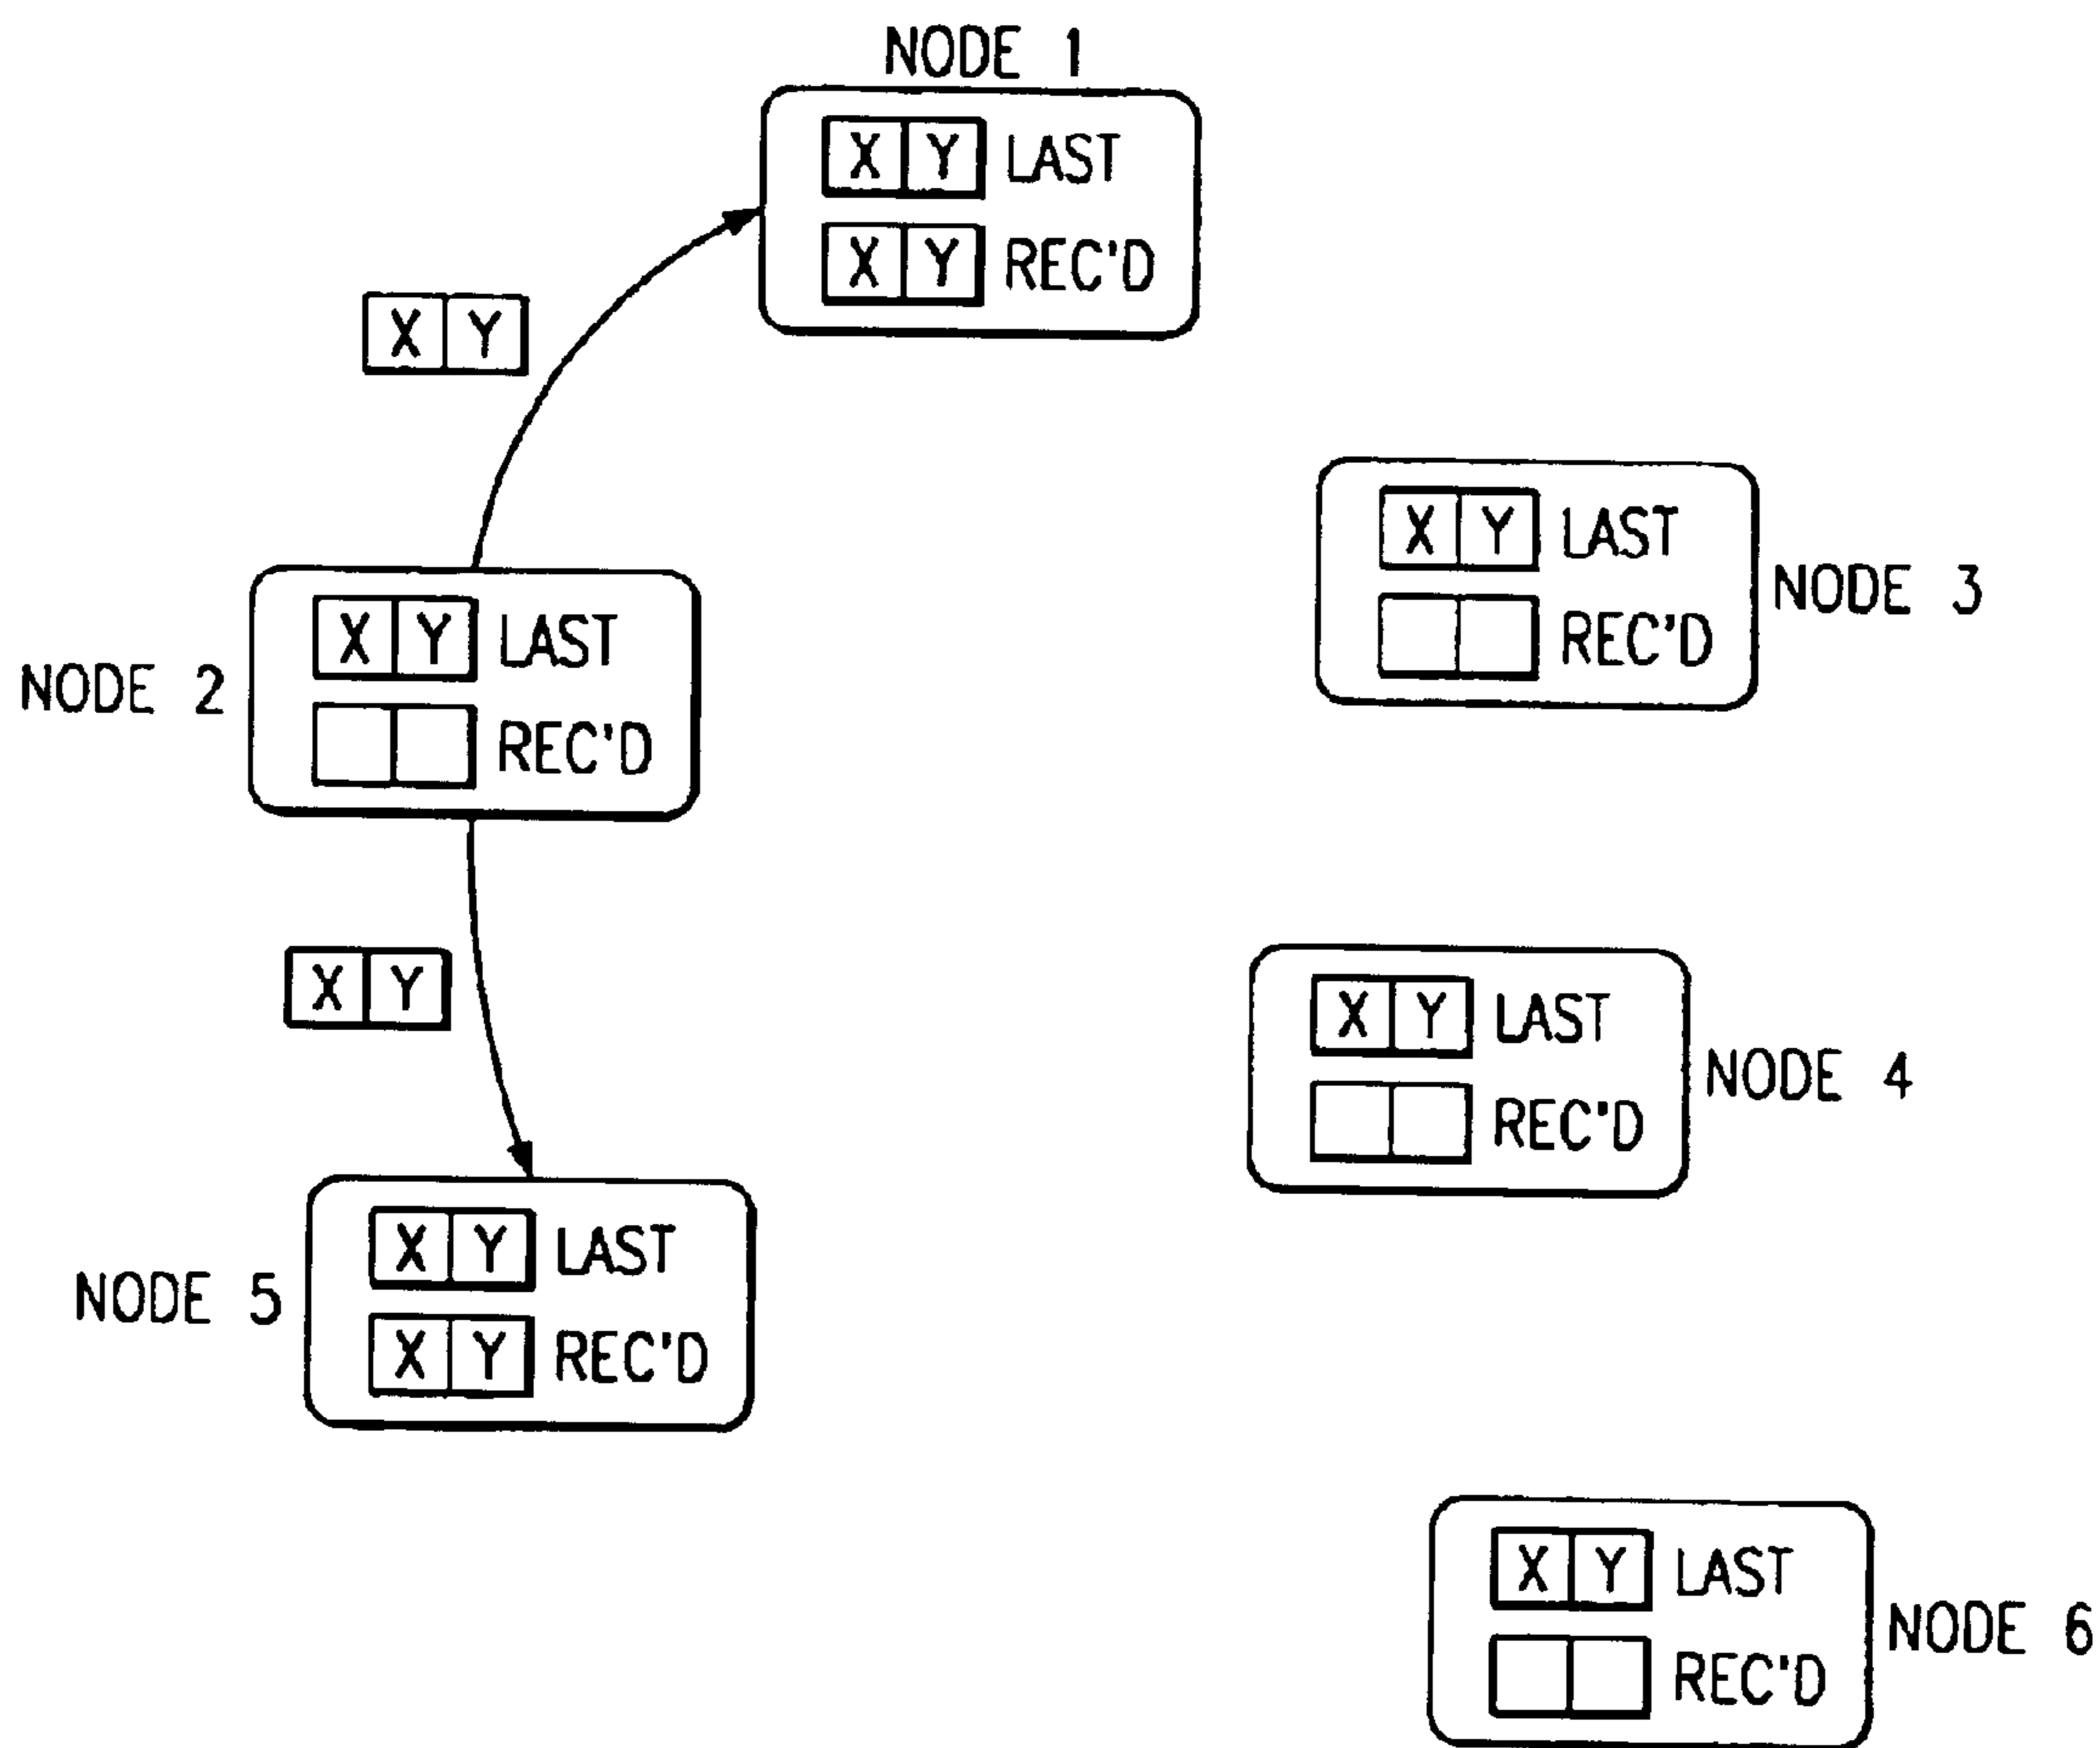 NODE 1
X Y LAST
X Y REC'D
X Y
X Y LAST
REC'D
NODE 3
NODE 2
X Y LAST
REC'D
X Y
X Y LAST
REC'D
NODE 4
NODE 5
X Y LAST
X Y REC'D
X Y LAST
REC'D
NODE 6